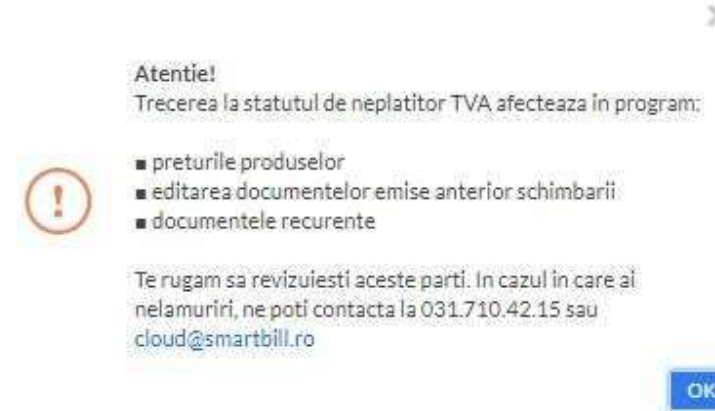 Atentie!
Trecerea la statutul de neplatitor TVA afecteaza in program:
■ preturile produselor
■ editarea documentelor emise anterior schimbarii
■ documentele recurente
Te rugam sa revizuiesti aceste parti. In cazul in care ai
nelamuriri, ne poti contacta la 031.710.42.15 sau
cloud@smartbill.ro
OK